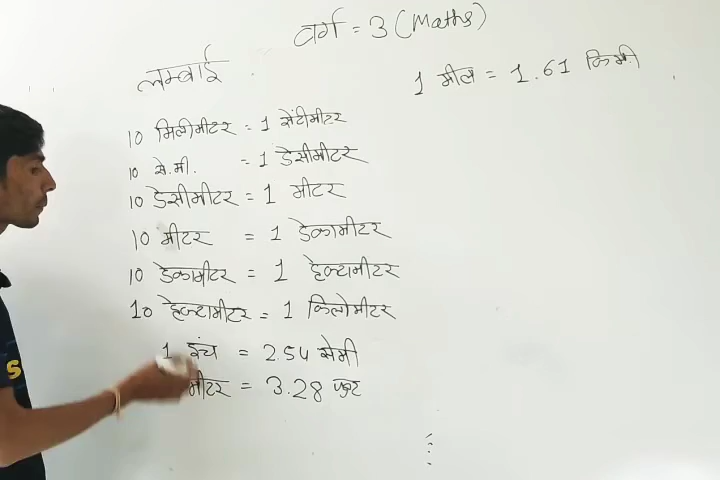 वर्ग = 3 (Maths)
लम्बाई
1 मील = 1.61 किमी
10 मिलीमीटर = 1 सेंटीमीटर
10 से.मी. = 1 डेसीमीटर
10 डेसीमीटर = 1 मीटर
10 मीटर = 1 डेकामीटर
10 डेकामीटर = 1 हेक्टामीटर
10 हेक्टामीटर = 1 किलोमीटर
1 इंच = 2.54 सेमी
मीटर = 3.28 फुट
S